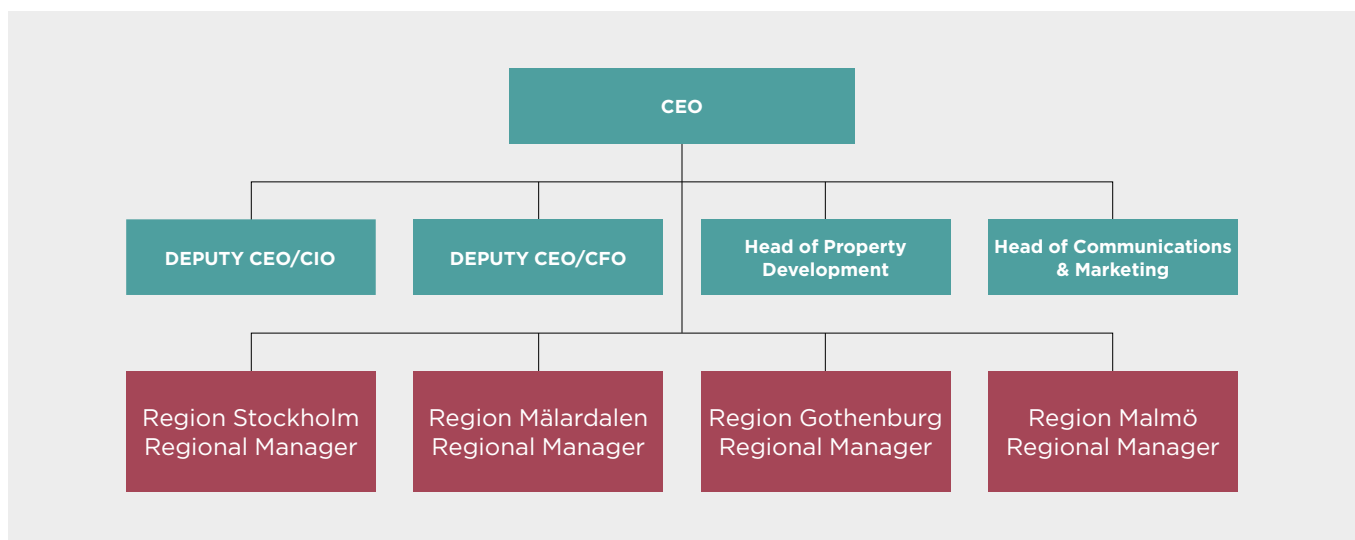 CEO
DEPUTY CEO/CIO
DEPUTY CEO/CFO
Head of Property
Development
Head of Communications
& Marketing
Region Stockholm
Regional Manager
Region Mälardalen
Regional Manager
Region Gothenburg
Regional Manager
Region Malmö
Regional Manager